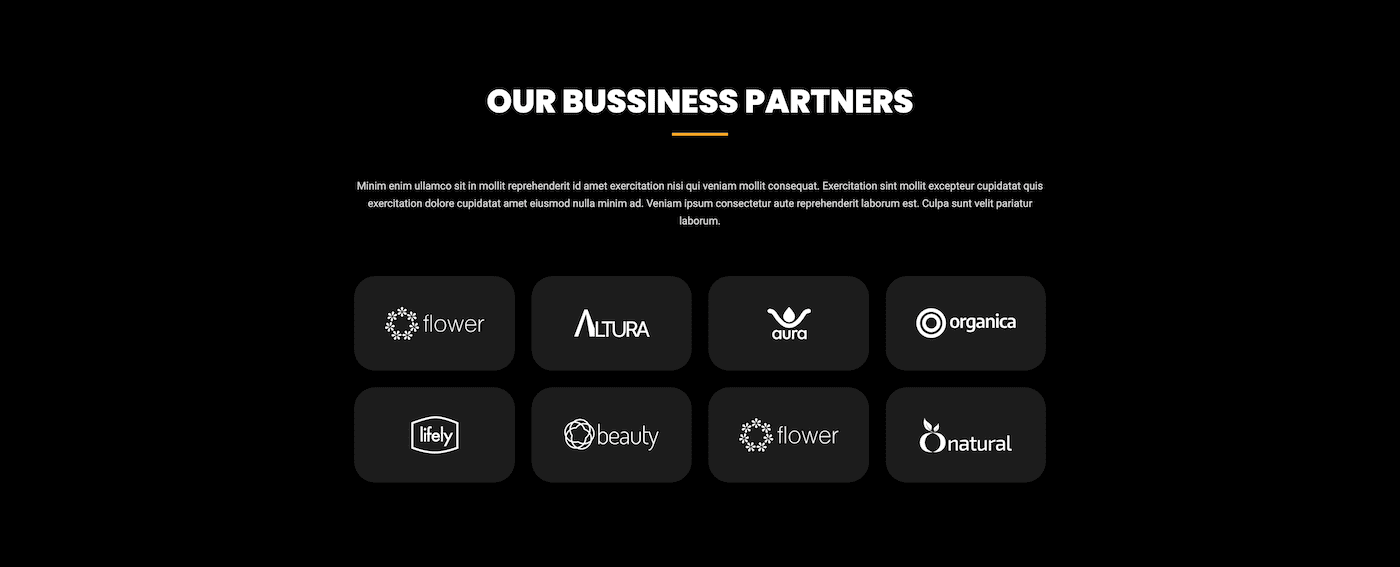 OUR BUSSINESS PARTNERS
Minim enim ullamco sit in mollit reprehenderit id amet exercitation nisi qui veniam mollit consequat. Exercitation sint mollit excepteur cupidatat quis
exercitation dolore cupidatat amet eiusmod nulla minim ad. Veniam ipsum consectetur aute reprehenderit laborum est. Culpa sunt velit pariatur
laborum.
flower
ALTURA
aura
organica
lifely
beauty
flower
natural